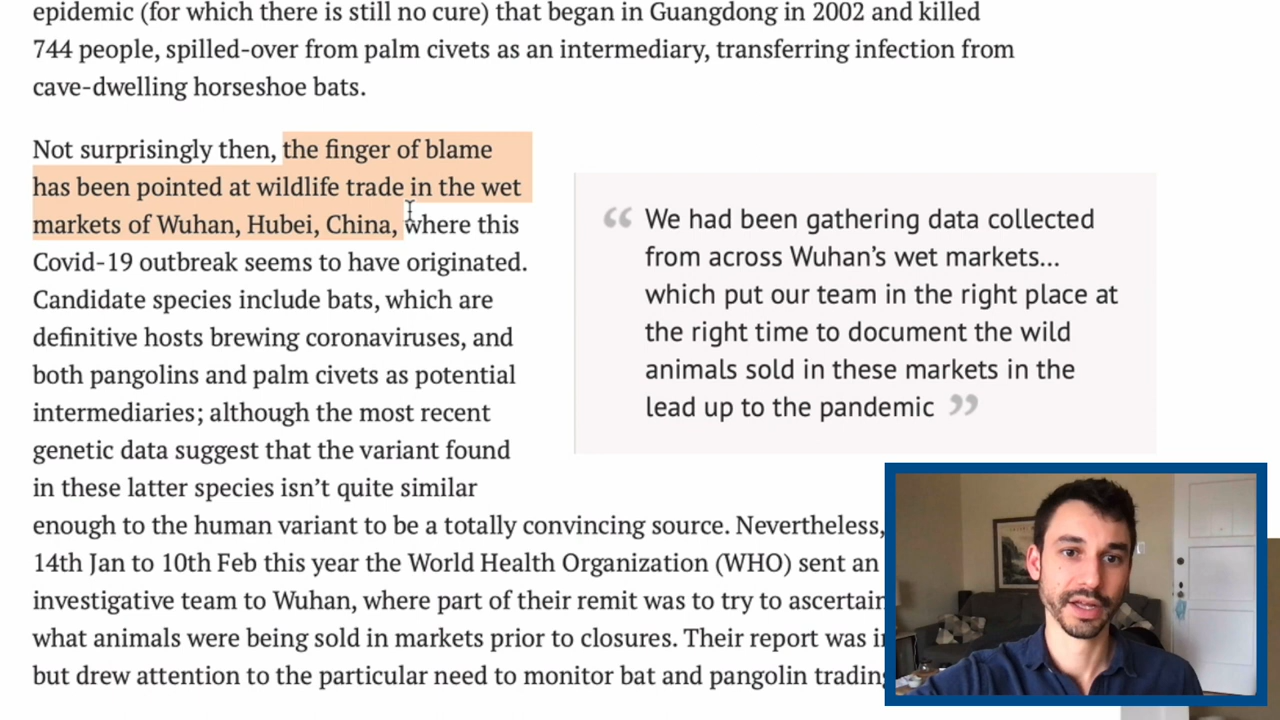 epidemic (for which there is still no cure) that began in Guangdong in 2002 and killed
744 people, spilled-over from palm civets as an intermediary, transferring infection from
cave-dwelling horseshoe bats.
Not surprisingly then, the finger of blame
has been pointed at wildlife trade in the wet
markets of Wuhan, Hubei, China, where this
Covid-19 outbreak seems to have originated.
Candidate species include bats, which are
definitive hosts brewing coronaviruses, and
both pangolins and palm civets as potential
intermediaries; although the most recent
genetic data suggest that the variant found
in these latter species isn’t quite similar
enough to the human variant to be a totally convincing source. Nevertheless,
14th Jan to 10th Feb this year the World Health Organization (WHO) sent an
investigative team to Wuhan, where part of their remit was to try to ascertain
what animals were being sold in markets prior to closures. Their report was
but drew attention to the particular need to monitor bat and pangolin trading
“ We had been gathering data collected
from across Wuhan’s wet markets...
which put our team in the right place at
the right time to document the wild
animals sold in these markets in the
lead up to the pandemic ”